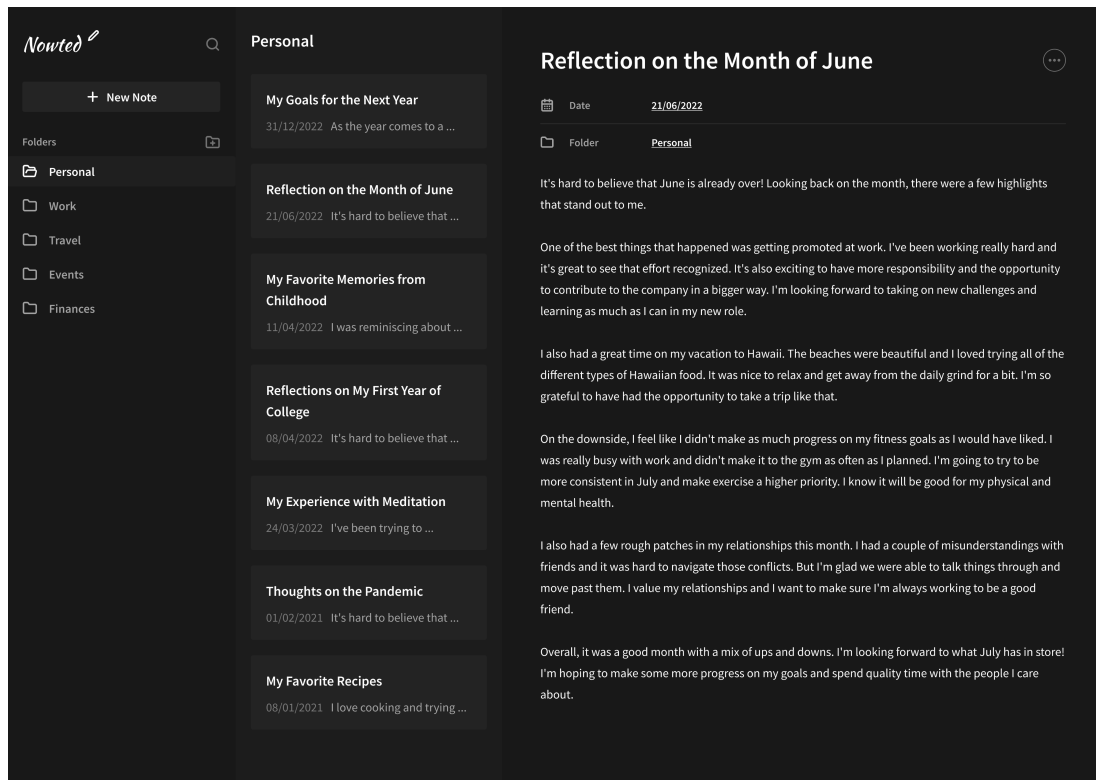 Nowted
New Note
Folders
Personal
Work
Travel
Events
Finances
Personal
My Goals for the Next Year
31/12/2022 As the year comes to a ...
Reflection on the Month of June
21/06/2022 It's hard to believe that ...
My Favorite Memories from
Childhood
11/04/2022 I was reminiscing about ...
Reflections on My First Year of
College
08/04/2022 It's hard to believe that ...
My Experience with Meditation
24/03/2022 I've been trying to ...
Thoughts on the Pandemic
01/02/2021 It's hard to believe that ...
My Favorite Recipes
08/01/2021 I love cooking and trying ...
Reflection on the Month of June
Date 21/06/2022
Folder Personal
It's hard to believe that June is already over! Looking back on the month, there were a few highlights
that stand out to me.
One of the best things that happened was getting promoted at work. I've been working really hard and
it's great to see that effort recognized. It's also exciting to have more responsibility and the opportunity
to contribute to the company in a bigger way. I'm looking forward to taking on new challenges and
learning as much as I can in my new role.
I also had a great time on my vacation to Hawaii. The beaches were beautiful and I loved trying all of the
different types of Hawaiian food. It was nice to relax and get away from the daily grind for a bit. I'm so
grateful to have had the opportunity to take a trip like that.
On the downside, I feel like I didn't make as much progress on my fitness goals as I would have liked. I
was really busy with work and didn't make it to the gym as often as I planned. I'm going to try to be
more consistent in July and make exercise a higher priority. I know it will be good for my physical and
mental health.
I also had a few rough patches in my relationships this month. I had a couple of misunderstandings with
friends and it was hard to navigate those conflicts. But I'm glad we were able to talk things through and
move past them. I value my relationships and I want to make sure I'm always working to be a good
friend.
Overall, it was a good month with a mix of ups and downs. I'm looking forward to what July has in store!
I'm hoping to make some more progress on my goals and spend quality time with the people I care
about.